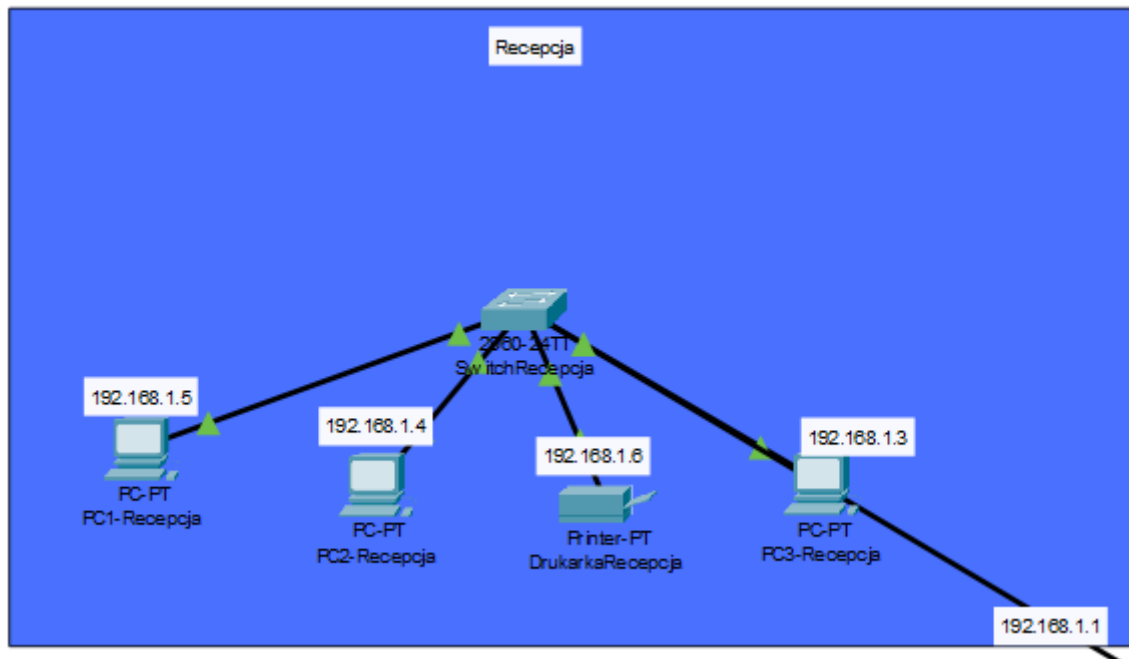 Recepcja
2960-24TT
SwitchRecepcja
192.168.1.5
PC-PT
PC1-Recepcja
192.168.1.4
PC-PT
PC2-Recepcja
192.168.1.6
Printer-PT
DrukarkaRecepcja
192.168.1.3
PC-PT
PC3-Recepcja
192.168.1.1